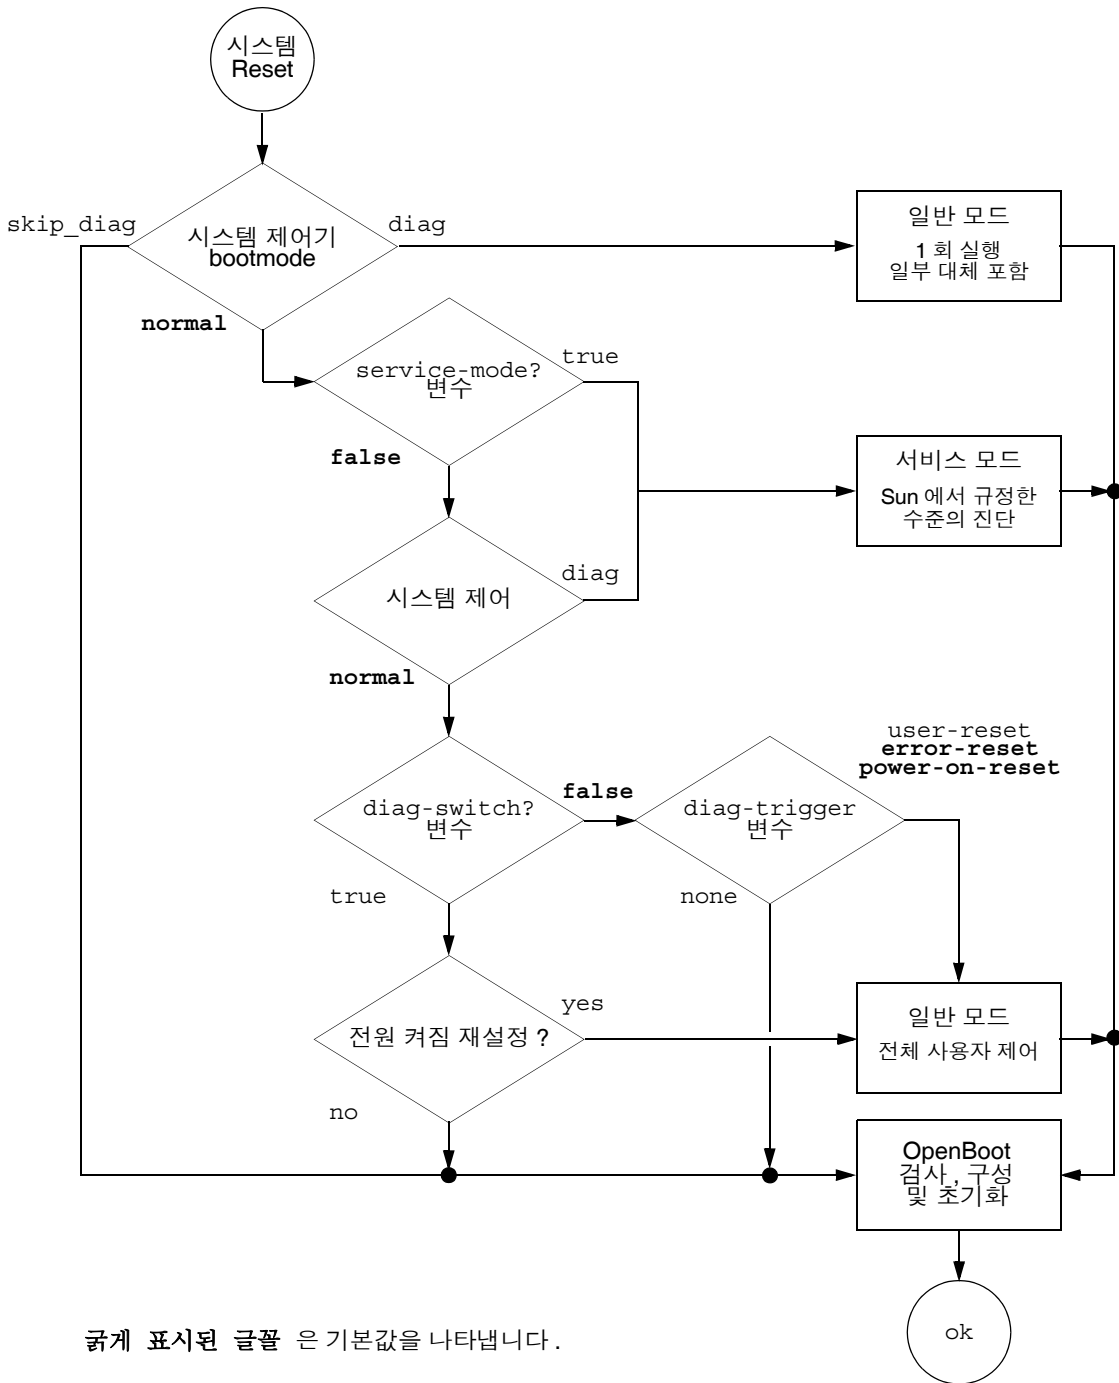 시스템
Reset
skip_diag
시스템 제어기
bootmode
diag
일반 모드
1 회 실행
일부 대체 포함
normal
service-mode?
변수
true
false
서비스 모드
Sun 에서 규정한
수준의 진단
시스템 제어
diag
normal
user-reset
error-reset
power-on-reset
diag-switch?
변수
false
diag-trigger
변수
true
none
전원 켜짐 재설정 ?
yes
일반 모드
전체 사용자 제어
no
OpenBoot
검사 , 구성
및 초기화
ok
굵게 표시된 글꼴 은 기본값을 나타냅니다 .